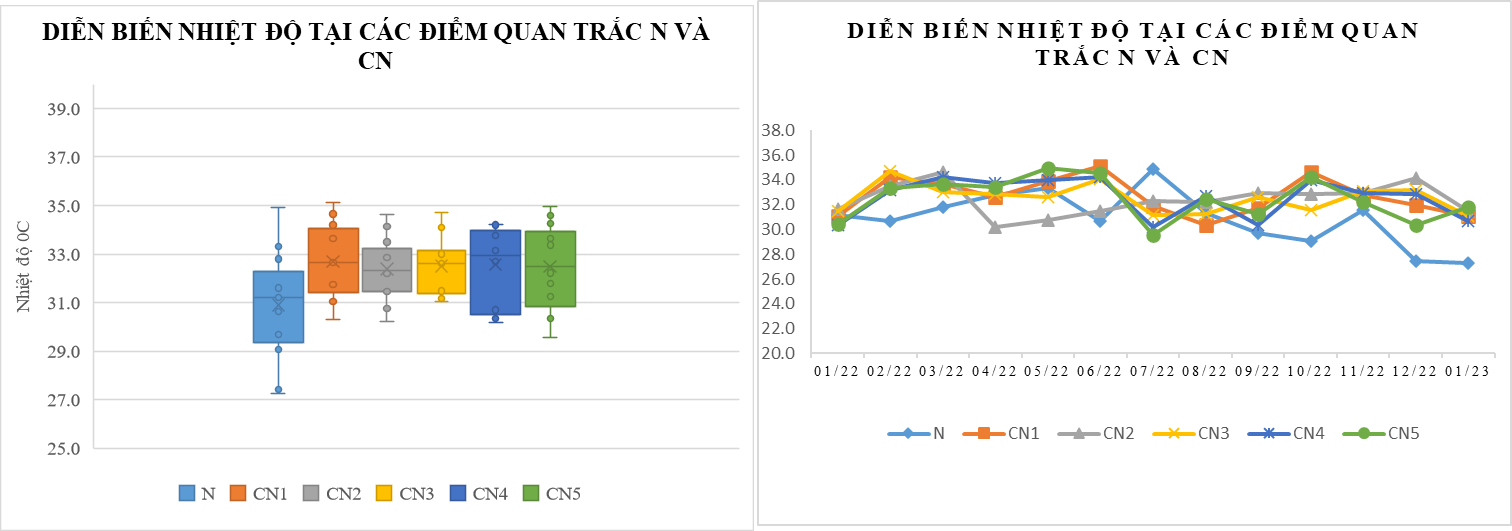 DIỄN BIẾN NHIỆT ĐỘ TẠI CÁC ĐIỂM QUAN TRẮC N VÀ
CN
39.0
37.0
35.0
33.0
31.0
29.0
27.0
25.0
Nhiệt độ 0C
N CN1 CN2 CN3 CN4 CN5
DIỄN BIẾN NHIỆT ĐỘ TẠI CÁC ĐIỂM QUAN
TRẮC N VÀ CN
38.0
36.0
34.0
32.0
30.0
28.0
26.0
24.0
22.0
20.0
01/22 02/22 03/22 04/22 05/22 06/22 07/22 08/22 09/22 10/22 11/22 12/22 01/23
N CN1 CN2 CN3 CN4 CN5